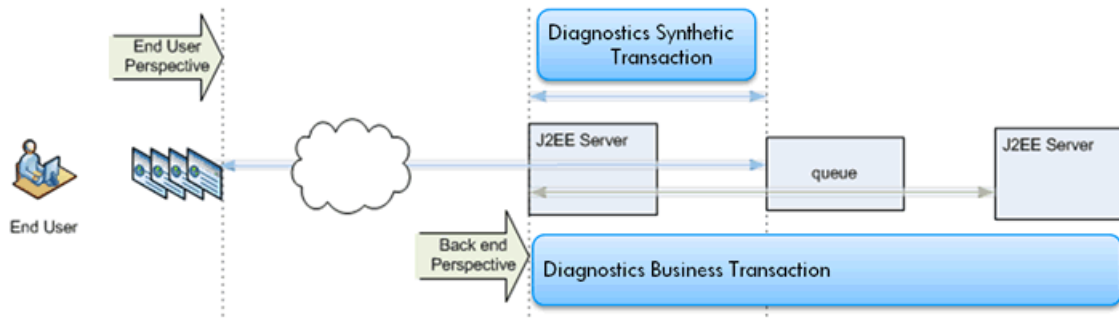 Diagnostics Synthetic
Transaction
End User
Perspective
J2EE Server
queue
J2EE Server
End User
Back end
Perspective
Diagnostics Business Transaction